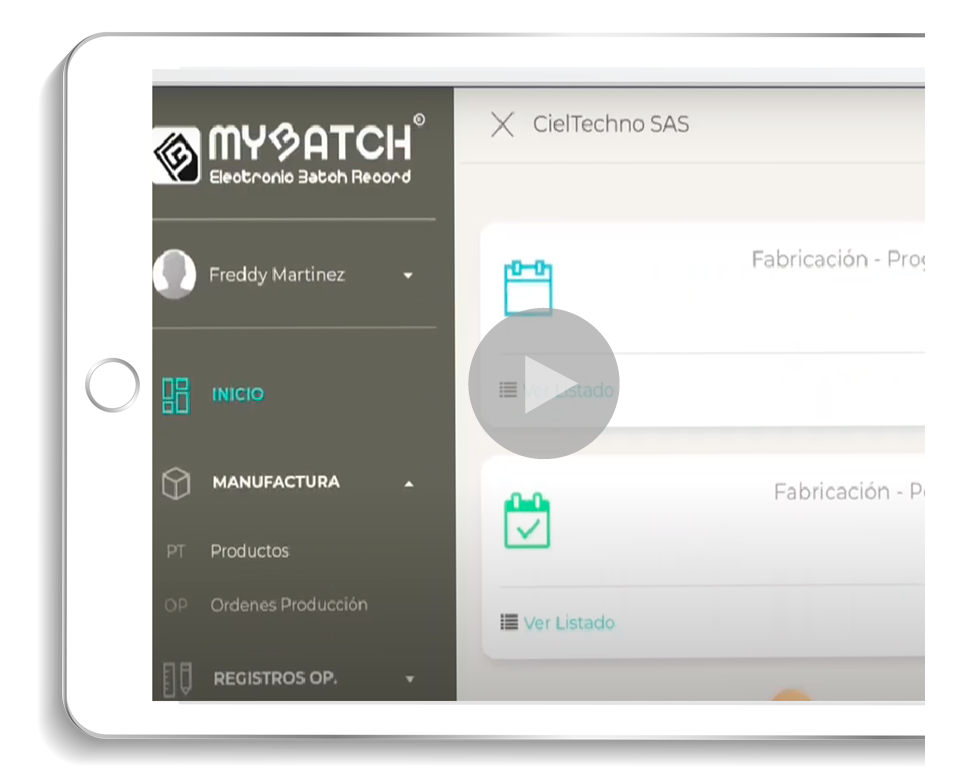 MYBATCH®
Electronic Batch Record
CielTechno SAS
Freddy Martinez
Fabricación - Prog
INICIO
Ver Listado
MANUFACTURA
Fabricación - P
PT Productos
OP Ordenes Producción
Ver Listado
REGISTROS OP.